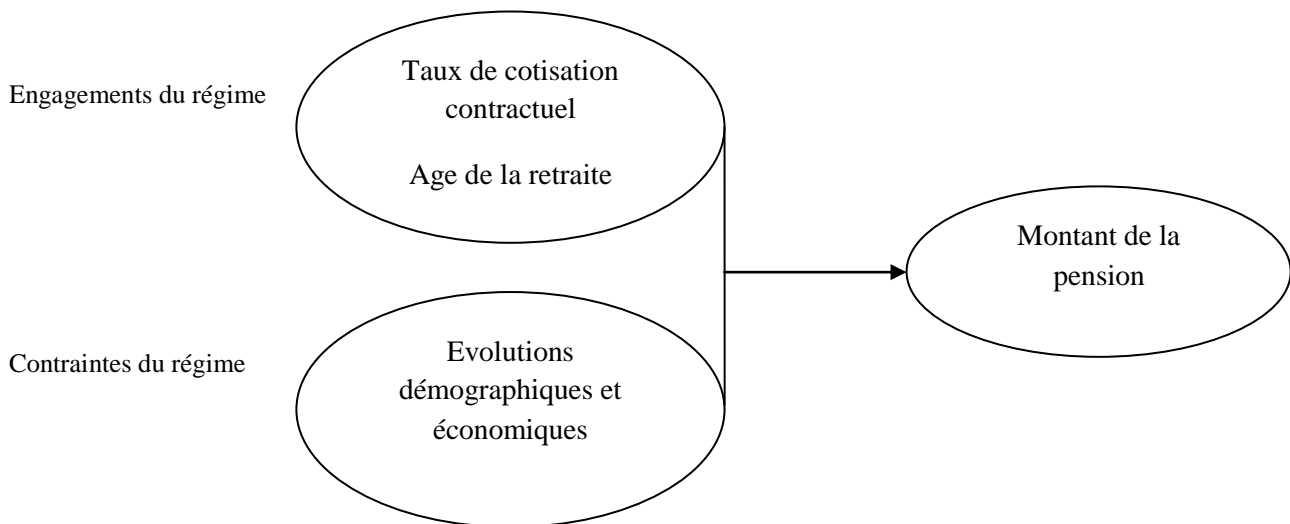 Engagements du régime
Taux de cotisation
contractuel
Age de la retraite
Montant de la
pension
Contraintes du régime
Evolutions
démographiques et
économiques